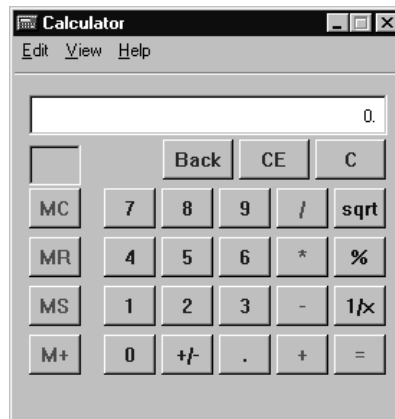 Calculator
Edit View Help
0.
Back CE C
MC 7 8 9 / sqrt
MR 4 5 6 * %
MS 1 2 3 - 1/x
M+ 0 +/- . + =